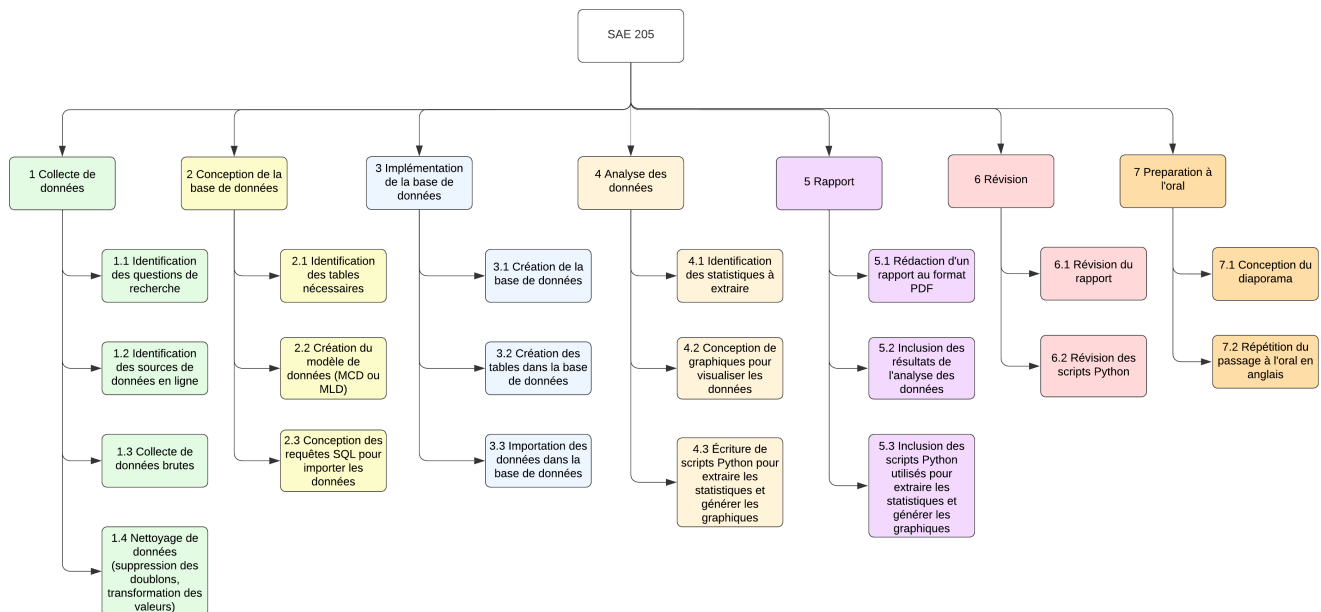 SAE 205
1 Collecte de
données
2 Conception de la
base de données
3 Implémentation
de la base de
données
4 Analyse des
données
5 Rapport
6 Révision
7 Preparation à
l'oral
1.1 Identification
des questions de
recherche
1.2 Identification
des sources de
données en ligne
1.3 Collecte de
données brutes
1.4 Nettoyage de
données
(suppression des
doublons,
transformation des
valeurs)
2.1 Identification
des tables
nécessaires
2.2 Création du
modèle de
données (MCD ou
MLD)
2.3 Conception des
requêtes SQL pour
importer les
données
3.1 Création de la
base de données
3.2 Création des
tables dans la base
de données
3.3 Importation des
données dans la
base de données
4.1 Identification
des statistiques à
extraire
4.2 Conception de
graphiques pour
visualiser les
données
4.3 Écriture de
scripts Python pour
extraire les
statistiques et
générer les
graphiques
5.1 Rédaction d'un
rapport au format
PDF
5.2 Inclusion des
résultats de
l'analyse des
données
5.3 Inclusion des
scripts Python
utilisés pour
extraire les
statistiques et
générer les
graphiques
6.1 Révision du
rapport
6.2 Révision des
scripts Python
7.1 Conception du
diaporama
7.2 Répétition du
passage à l'oral en
anglais